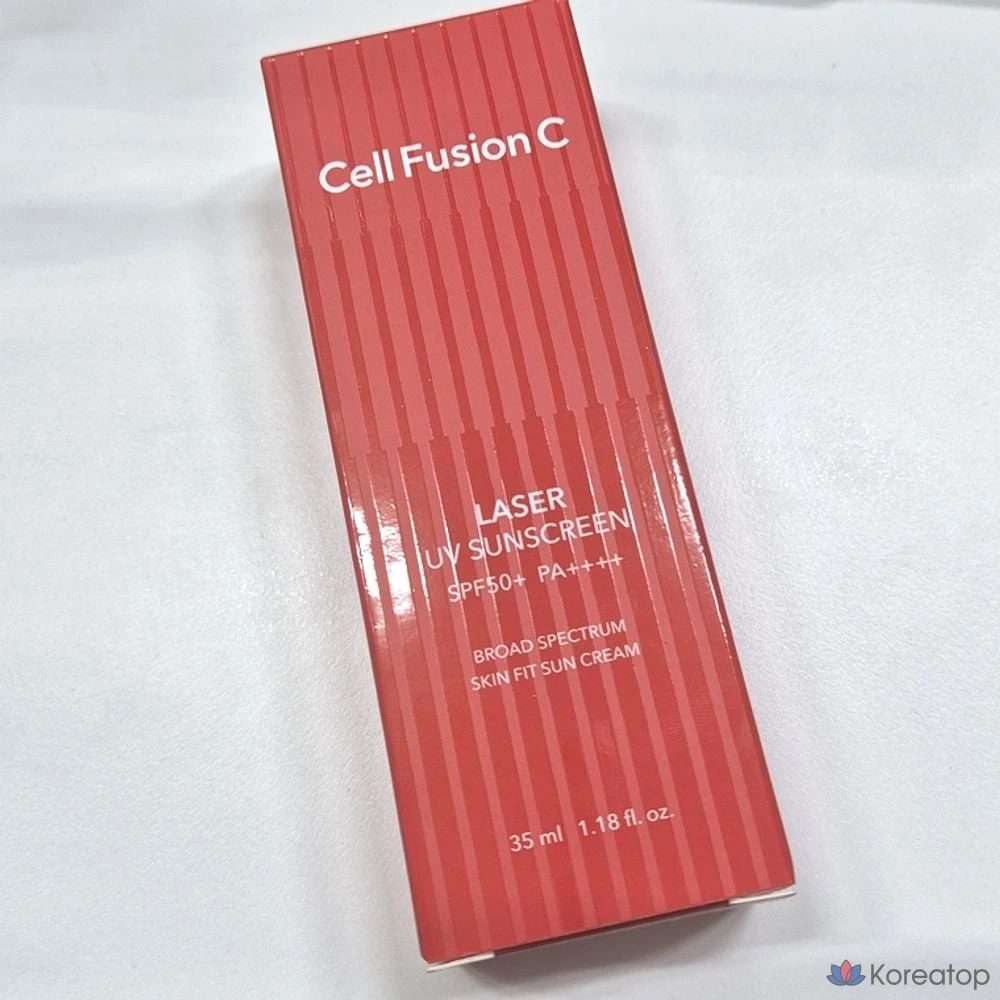 Cell Fusion C
LASER
UV SUNSCREEN
SPF50+ PA++++
BROAD SPECTRUM
SKIN FIT SUN CREAM
35 ml 1.18 fl. oz.
Koreatop